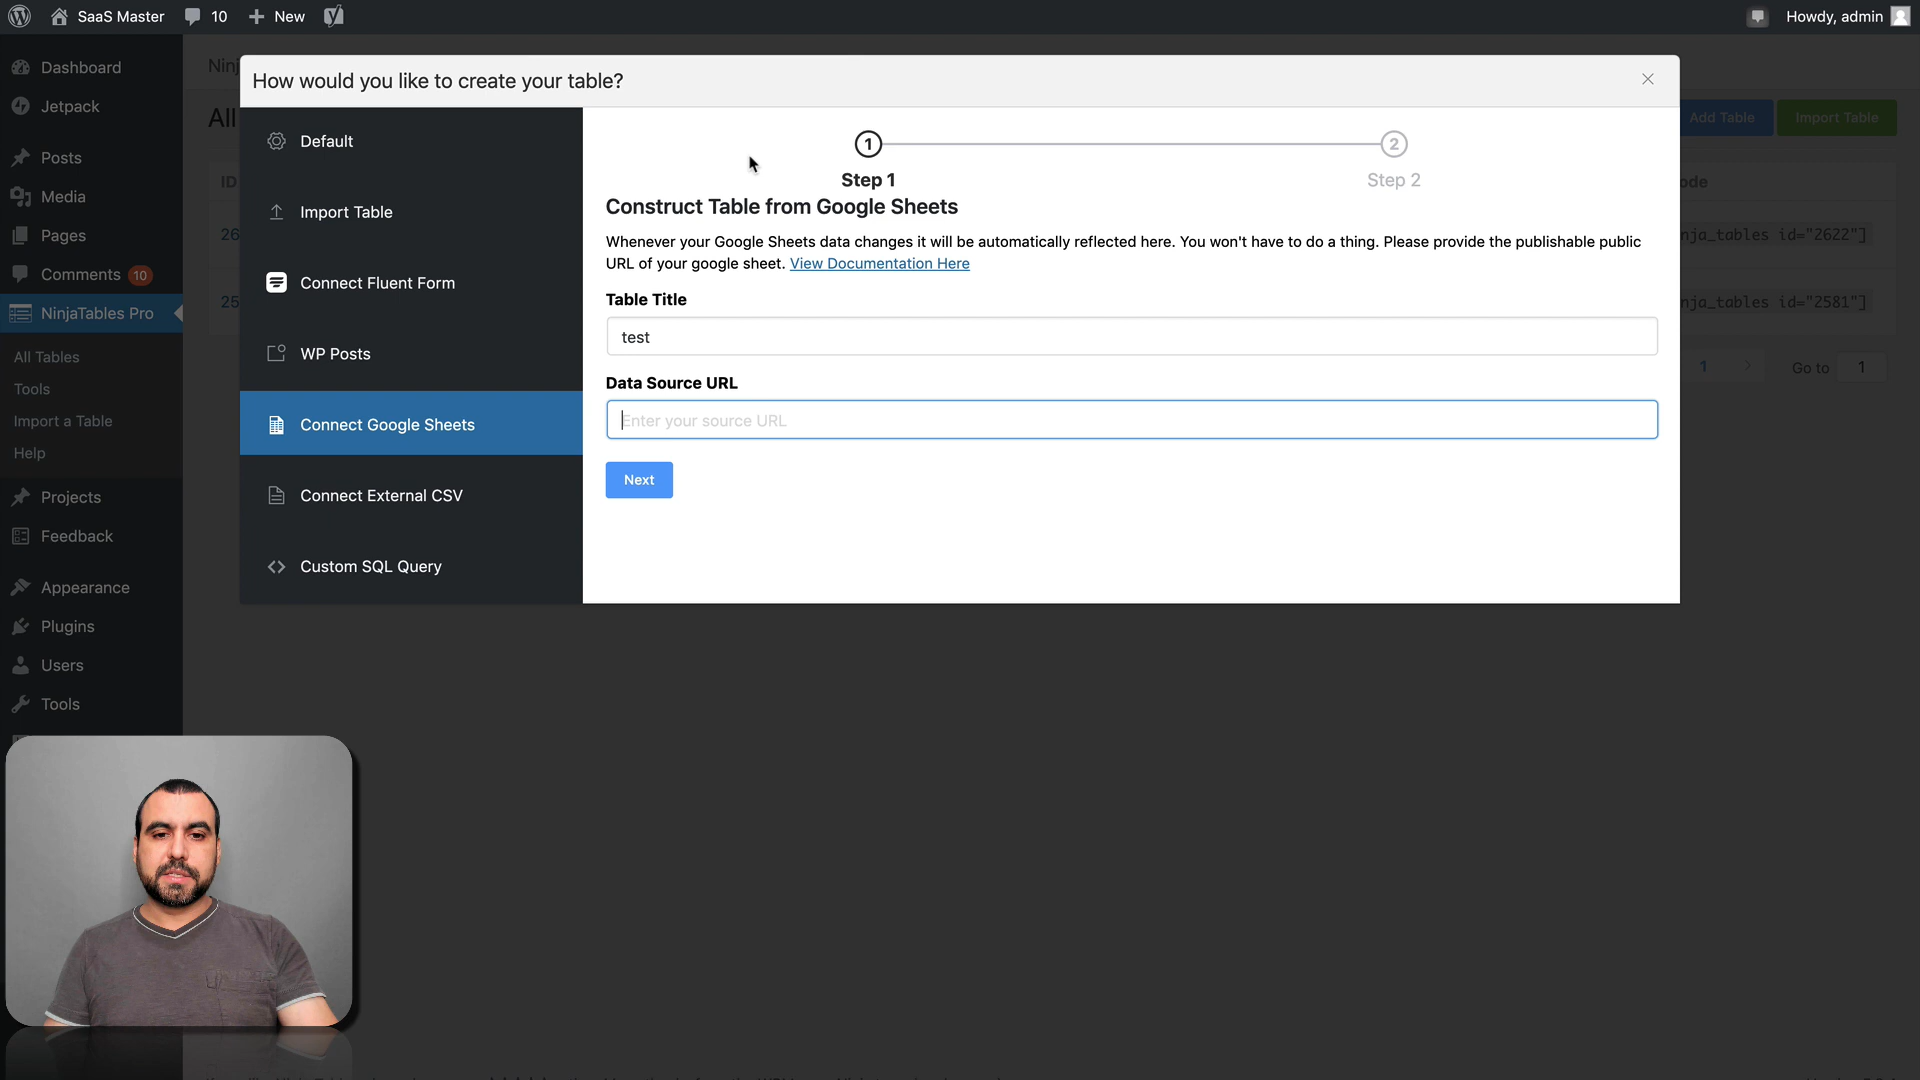 SaaS Master
10
New
Howdy, admin
Dashboard
Jetpack
Posts
Media
Pages
Comments 10
NinjaTables Pro
All Tables
Tools
Import a Table
Help
Projects
Feedback
Appearance
Plugins
Users
Tools
Ninj
All
Add Table
Import Table
ID
ode
26
nja_tables id="2622"]
25
nja_tables id="2581"]
1
Go to
1
How would you like to create your table?
Default
Import Table
Connect Fluent Form
WP Posts
Connect Google Sheets
Connect External CSV
Custom SQL Query
1
2
Step 1
Step 2
Construct Table from Google Sheets
Whenever your Google Sheets data changes it will be automatically reflected here. You won't have to do a thing. Please provide the publishable public
URL of your google sheet. View Documentation Here
Table Title
test
Data Source URL
Enter your source URL
Next